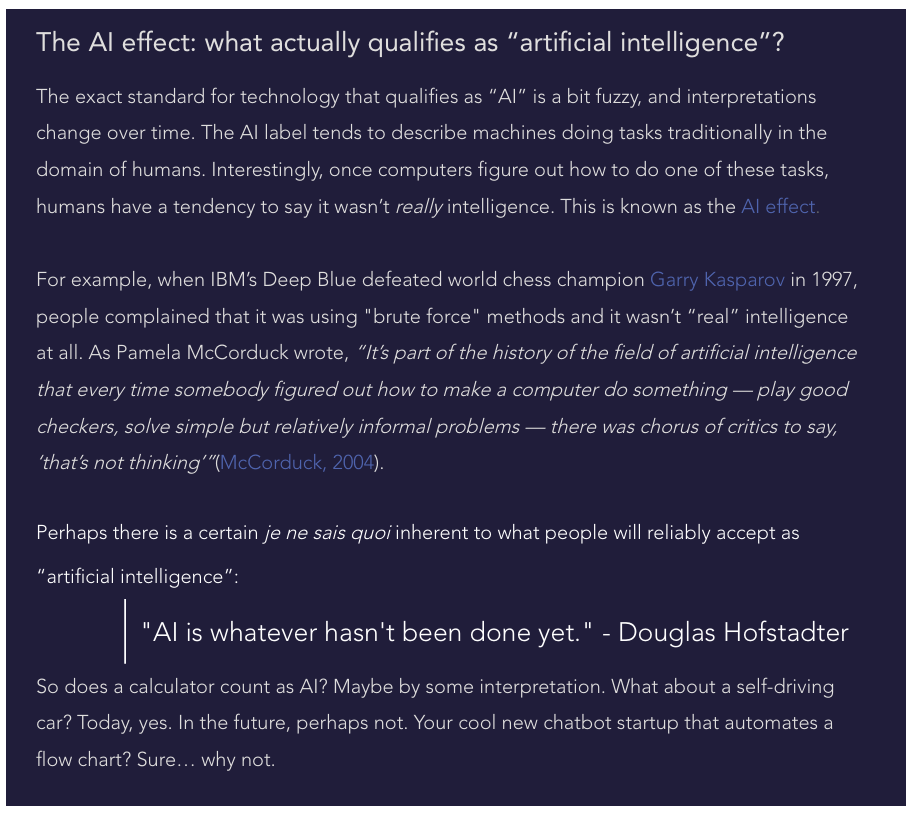 The AI effect: what actually qualifies as “artificial intelligence”?
The exact standard for technology that qualifies as “AI” is a bit fuzzy, and interpretations
change over time. The AI label tends to describe machines doing tasks traditionally in the
domain of humans. Interestingly, once computers figure out how to do one of these tasks,
humans have a tendency to say it wasn’t really intelligence. This is known as the AI effect.
For example, when IBM’s Deep Blue defeated world chess champion Garry Kasparov in 1997,
people complained that it was using "brute force" methods and it wasn’t “real” intelligence
at all. As Pamela McCorduck wrote, “It’s part of the history of the field of artificial intelligence
that every time somebody figured out how to make a computer do something — play good
checkers, solve simple but relatively informal problems — there was chorus of critics to say,
‘that’s not thinking’”(McCorduck, 2004).
Perhaps there is a certain je ne sais quoi inherent to what people will reliably accept as
“artificial intelligence”:
"AI is whatever hasn't been done yet." - Douglas Hofstadter
So does a calculator count as AI? Maybe by some interpretation. What about a self-driving
car? Today, yes. In the future, perhaps not. Your cool new chatbot startup that automates a
flow chart? Sure… why not.